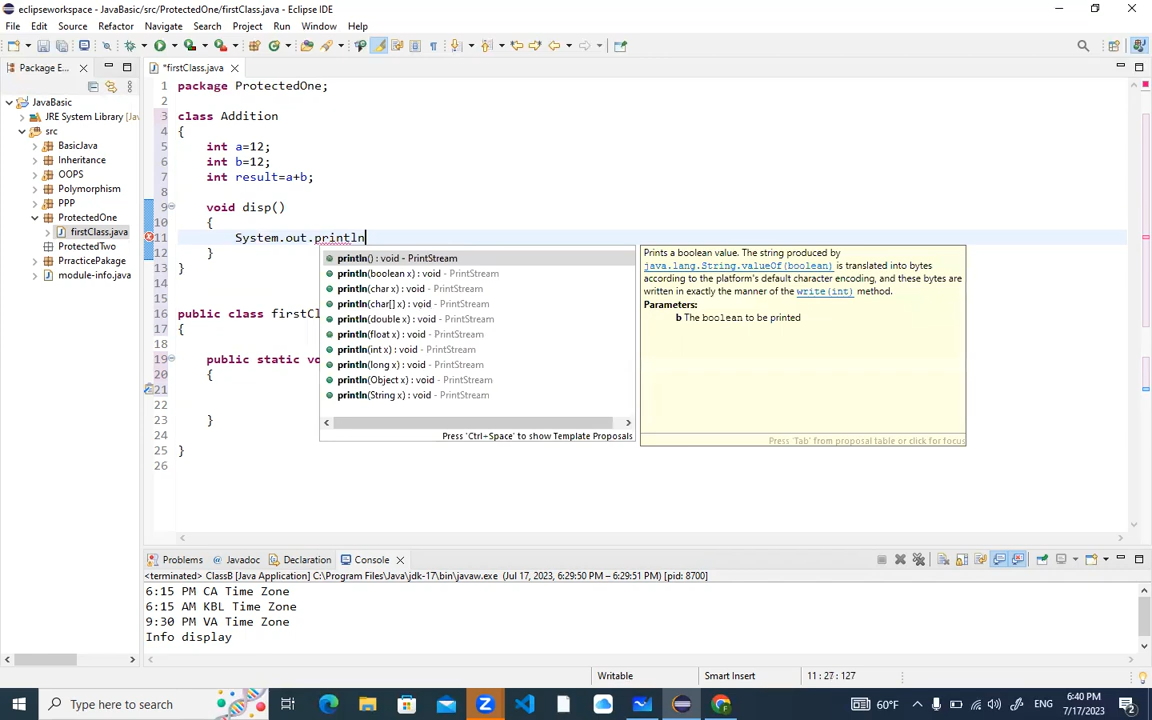 eclipseworkspace - JavaBasic/src/ProtectedOne/firstClass.java - Eclipse IDE
File Edit Source Refactor Navigate Search Project Run Window Help
Package E...
*firstClass.java
JavaBasic
JRE System Library [Jav
src
BasicJava
Inheritance
OOPS
Polymorphism
PPP
ProtectedOne
firstClass.java
ProtectedTwo
PrracticePakage
module-info.java
1 package ProtectedOne;
2
3 class Addition
4 {
5 int a=12;
6 int b=12;
7 int result=a+b;
8
9 void disp()
10 {
11 System.out.println
12 }
13 }
14
15
16 public class firstCl
17 {
18
19 public static vo
20 {
21
22
23 }
24
25 }
26
println() : void - PrintStream
println(boolean x) : void - PrintStream
println(char x) : void - PrintStream
println(char[] x) : void - PrintStream
println(double x) : void - PrintStream
println(float x) : void - PrintStream
println(int x) : void - PrintStream
println(long x) : void - PrintStream
println(Object x) : void - PrintStream
println(String x) : void - PrintStream
Press 'Ctrl+Space' to show Template Proposals
Prints a boolean value. The string produced by
java.lang.String.valueOf(boolean) is translated into bytes
according to the platform's default character encoding, and these bytes are
written in exactly the manner of the write(int) method.
Parameters:
b The boolean to be printed
Press 'Tab' from proposal table or click for focus
Problems Javadoc Declaration Console
<terminated> ClassB [Java Application] C:\Program Files\Java\jdk-17\bin\javaw.exe (Jul 17, 2023, 6:29:50 PM – 6:29:51 PM) [pid: 8700]
6:15 PM CA Time Zone
6:15 AM KBL Time Zone
9:30 PM VA Time Zone
Info display
Writable Smart Insert 11 : 27 : 127
Type here to search
60°F ENG
6:40 PM
7/17/2023
2